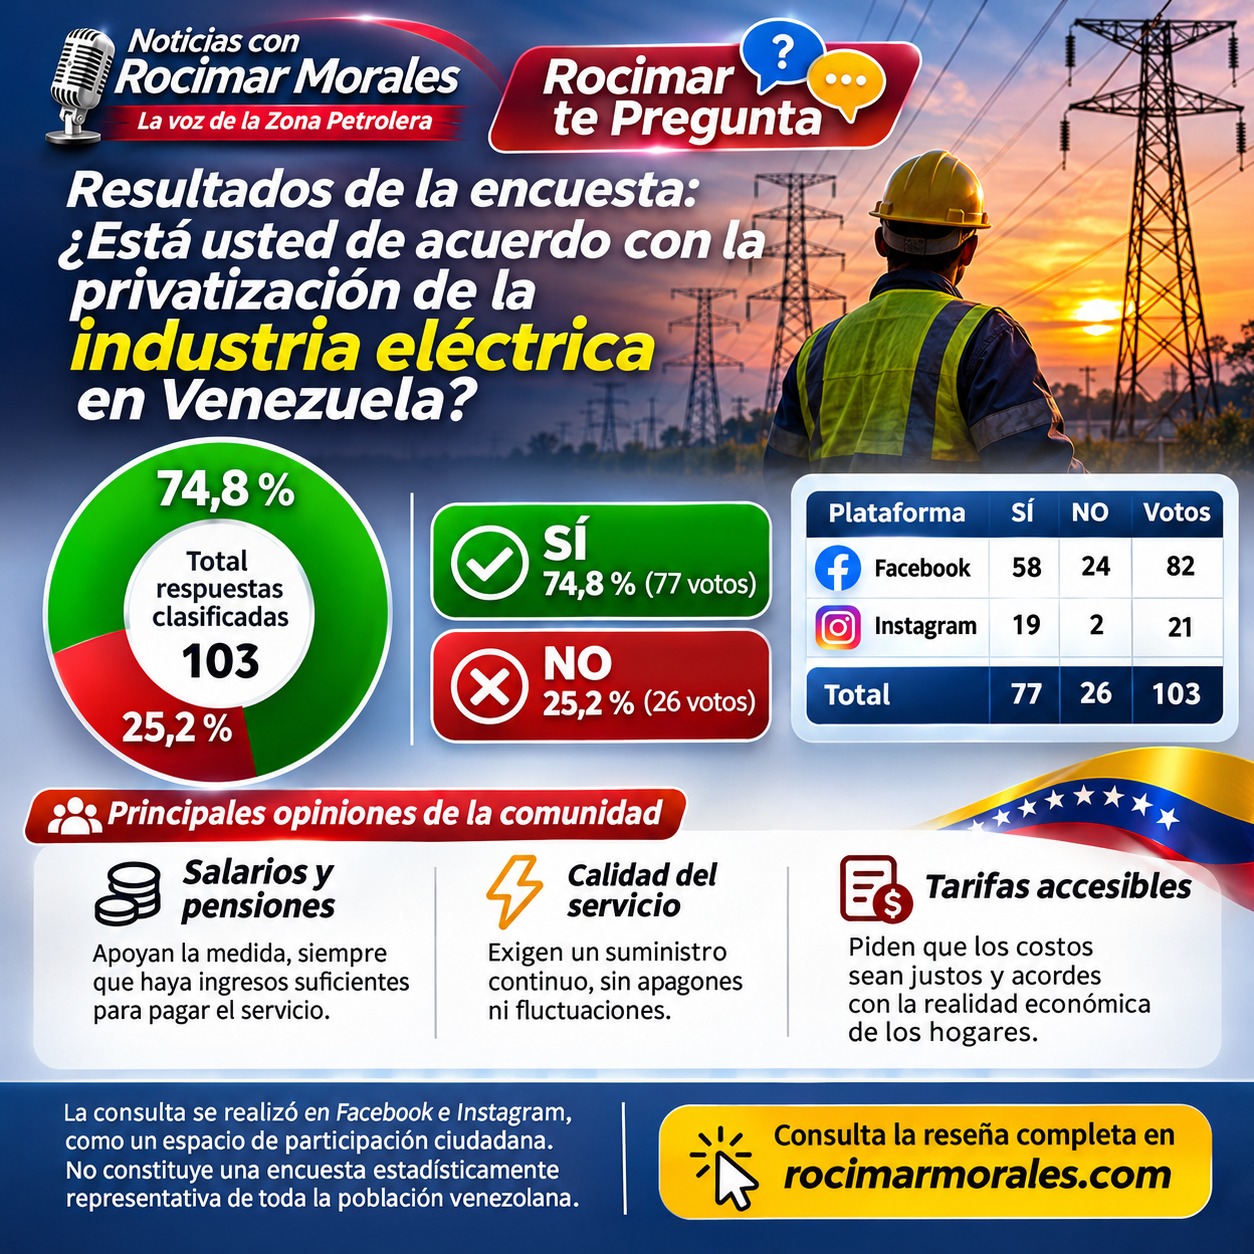 Noticias con
Rocimar Morales
La voz de la Zona Petrolera
Rocimar
te Pregunta
?
Resultados de la encuesta:
¿Está usted de acuerdo con la
privatización de la
industria eléctrica
en Venezuela?
74,8 %
Total
respuestas
clasificadas
103
25,2 %
SÍ
74,8 % (77 votos)
NO
25,2 % (26 votos)
Plataforma SÍ NO Votos
Facebook 58 24 82
Instagram 19 2 21
Total 77 26 103
Principales opiniones de la comunidad
Salarios y
pensiones
Apoyan la medida, siempre
que haya ingresos suficientes
para pagar el servicio.
Calidad del
servicio
Exigen un suministro
continuo, sin apagones
ni fluctuaciones.
$
Tarifas accesibles
Piden que los costos
sean justos y acordes
con la realidad económica
de los hogares.
La consulta se realizó en Facebook e Instagram,
como un espacio de participación ciudadana.
No constituye una encuesta estadísticamente
representativa de toda la población venezolana.
Consulta la reseña completa en
rocimarmorales.com